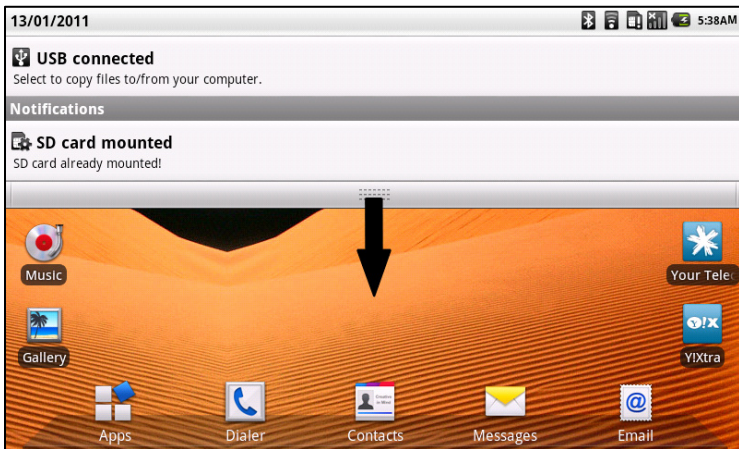 13/01/2011 5:38AM
USB connected
Select to copy files to/from your computer.
Notifications
SD card mounted
SD card already mounted!
Music
Your Telec
Gallery
Y!X
Y!Xtra
Apps
Dialer
Contacts
Messages
Email